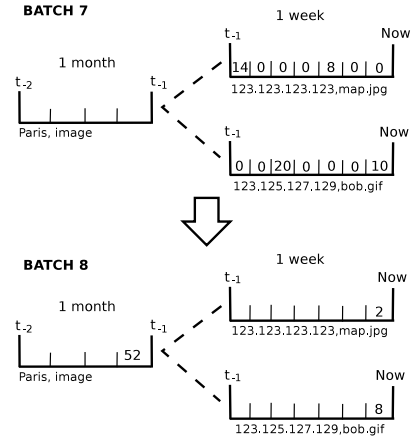 BATCH 7
1 week
t-1 Now
14 0 0 0 8 0 0
123.123.123.123,map.jpg
1 month
t-2 t-1
Paris, image
t-1 Now
0 0 20 0 0 0 10
123.125.127.129,bob.gif
BATCH 8
1 week
t-1 Now
2
123.123.123.123,map.jpg
1 month
t-2 t-1
52
Paris, image
t-1 Now
8
123.125.127.129,bob.gif